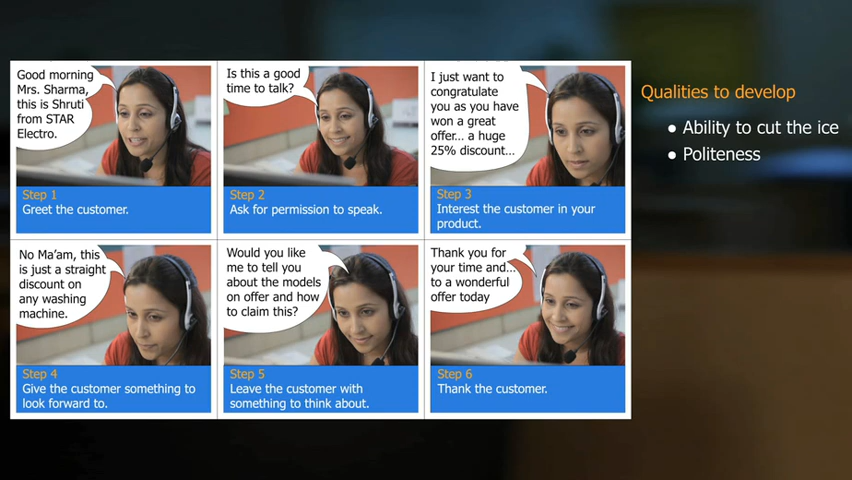 Good morning
Mrs. Sharma,
this is Shruti
from STAR
Electro.
Step 1
Greet the customer.
Is this a good
time to talk?
Step 2
Ask for permission to speak.
I just want to
congratulate
you as you have
won a great
offer... a huge
25% discount...
Step 3
Interest the customer in your
product.
No Ma'am, this
is just a straight
discount on
any washing
machine.
Step 4
Give the customer something to
look forward to.
Would you like
me to tell you
about the models
on offer and how
to claim this?
Step 5
Leave the customer with
something to think about.
Thank you for
your time and...
to a wonderful
offer today
Step 6
Thank the customer.
Qualities to develop
● Ability to cut the ice
● Politeness